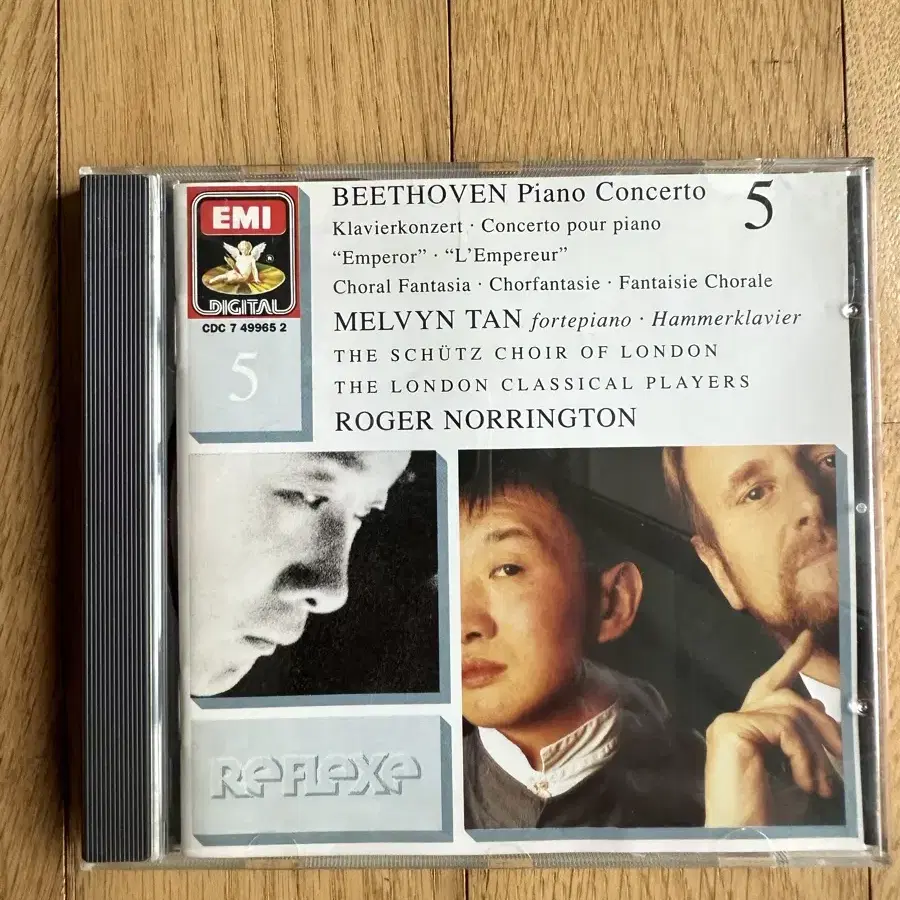 EMI
DIGITAL
CDC 7 49965 2
5
BEETHOVEN Piano Concerto 5
Klavierkonzert · Concerto pour piano
“Emperor” · “L’Empereur”
Choral Fantasia · Chorfantasie · Fantaisie Chorale
MELVYN TAN fortepiano · Hammerklavier
THE SCHÜTZ CHOIR OF LONDON
THE LONDON CLASSICAL PLAYERS
ROGER NORRINGTON
REFLEXE